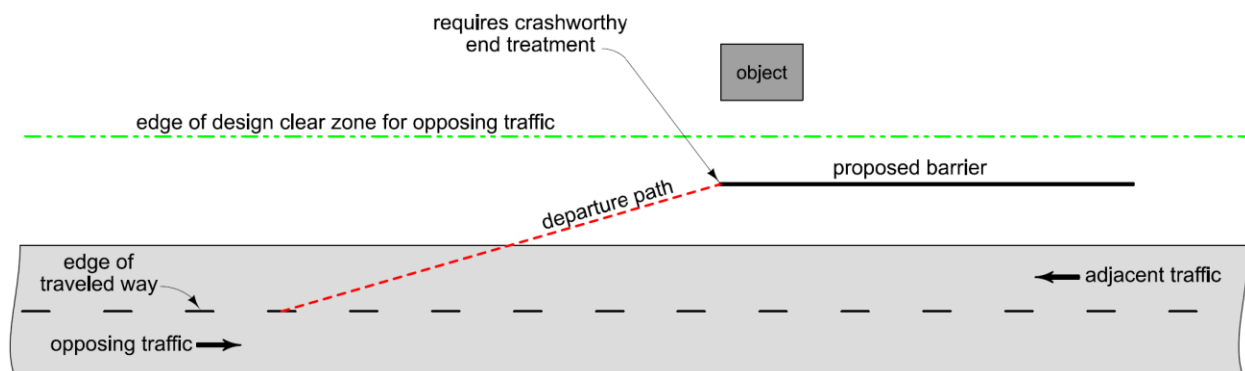 requires crashworthy
end treatment
object
edge of design clear zone for opposing traffic
proposed barrier
departure path
edge of
traveled way
adjacent traffic
opposing traffic